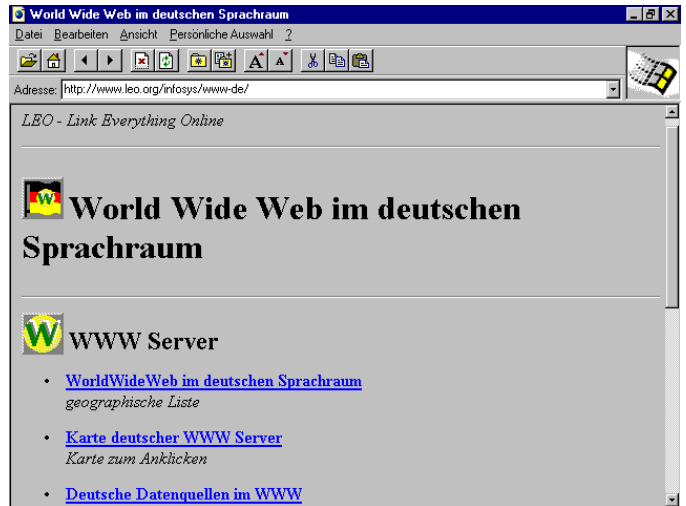 World Wide Web im deutschen Sprachraum
Datei Bearbeiten Ansicht Persönliche Auswahl ?
A A
Adresse: http://www.leo.org/infosys/www-de/
LEO - Link Everything Online
W World Wide Web im deutschen
Sprachraum
W WWW Server
• WorldWideWeb im deutschen Sprachraum
geographische Liste
• Karte deutscher WWW Server
Karte zum Anklicken
• Deutsche Datenquellen im WWW